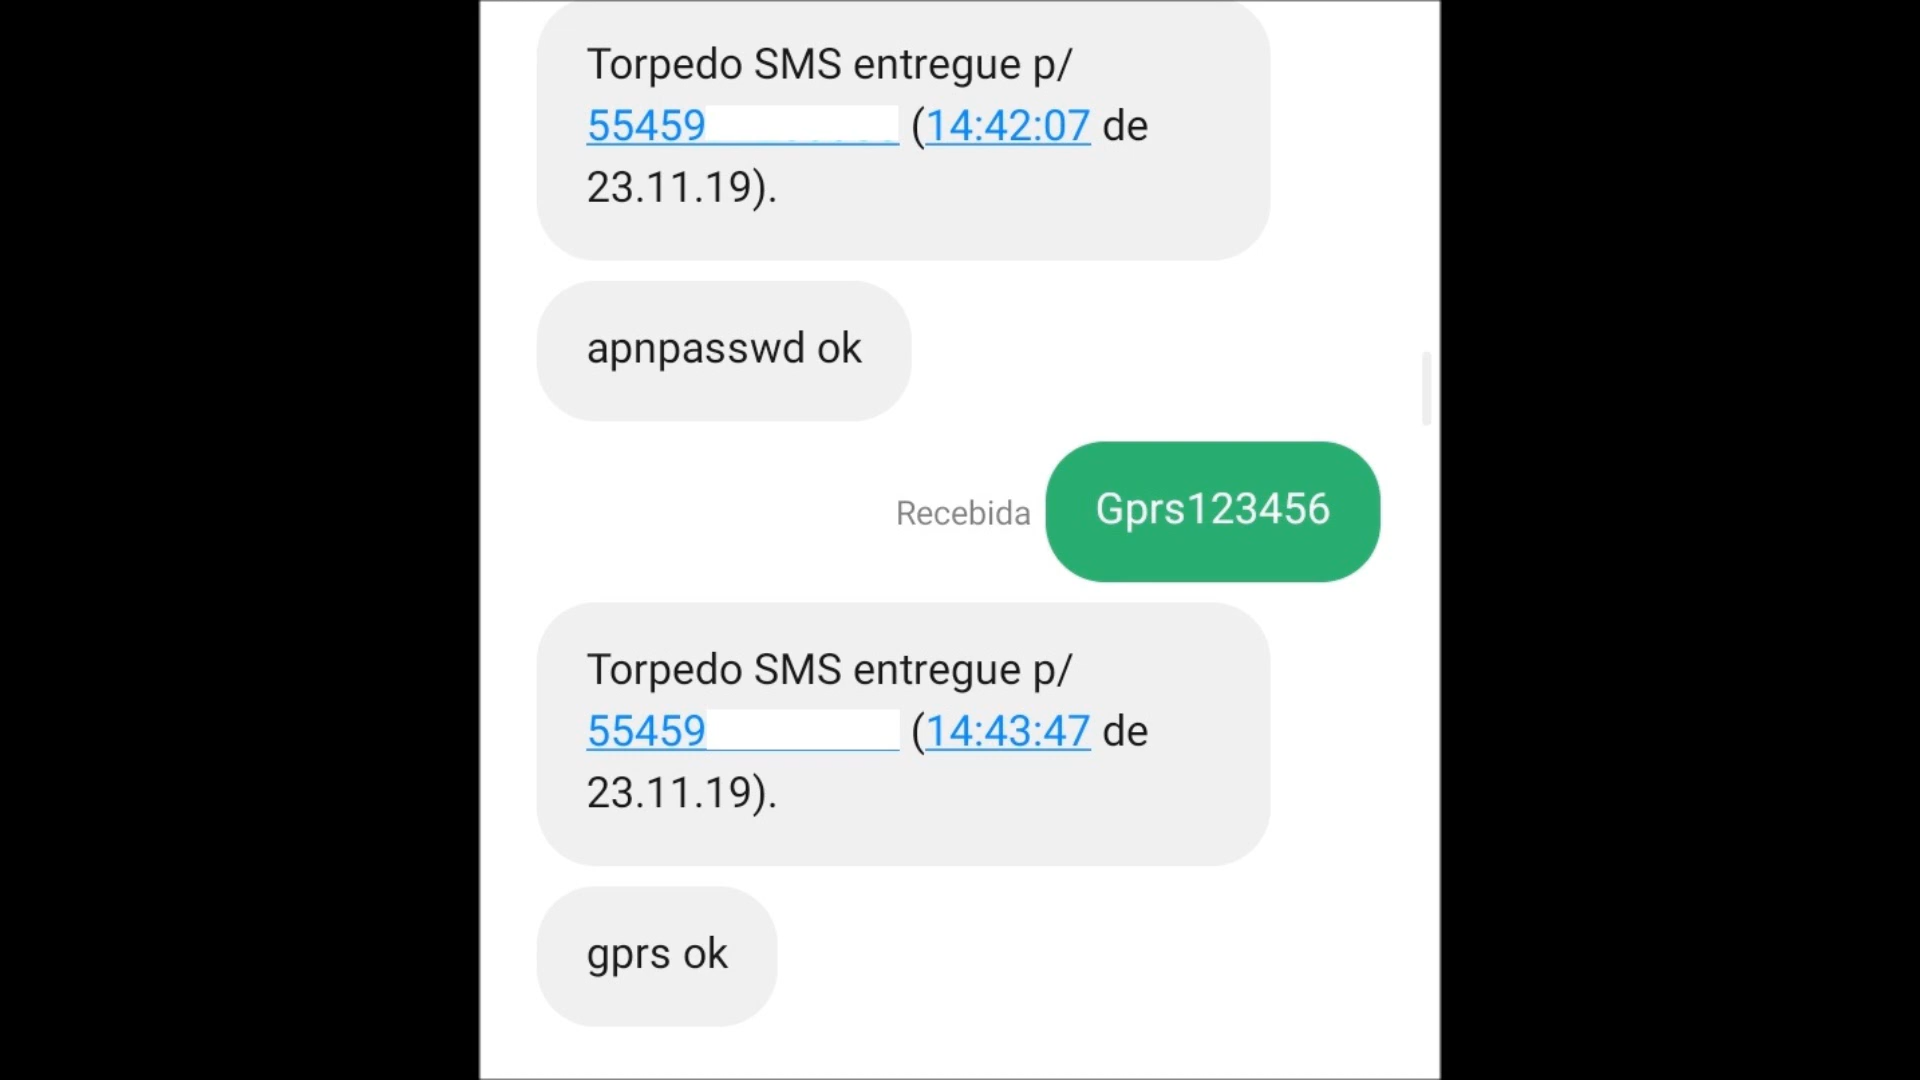 Torpedo SMS entregue p/
55459 (14:42:07 de
23.11.19).
apnpasswd ok
Recebida
Gprs123456
Torpedo SMS entregue p/
55459 (14:43:47 de
23.11.19).
gprs ok